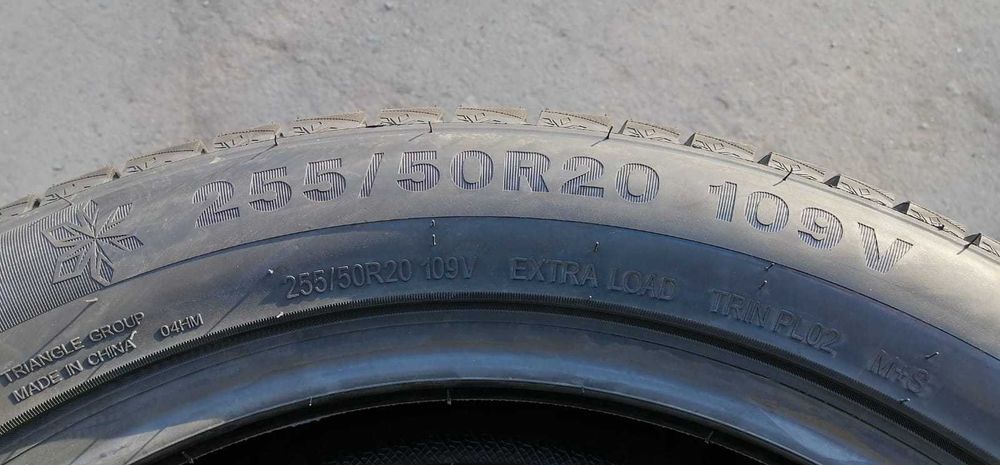 255/50R20 109V
255/50R20 109V EXTRA LOAD TRIN PL02 M+S
TRIANGLE GROUP
MADE IN CHINA
04HM